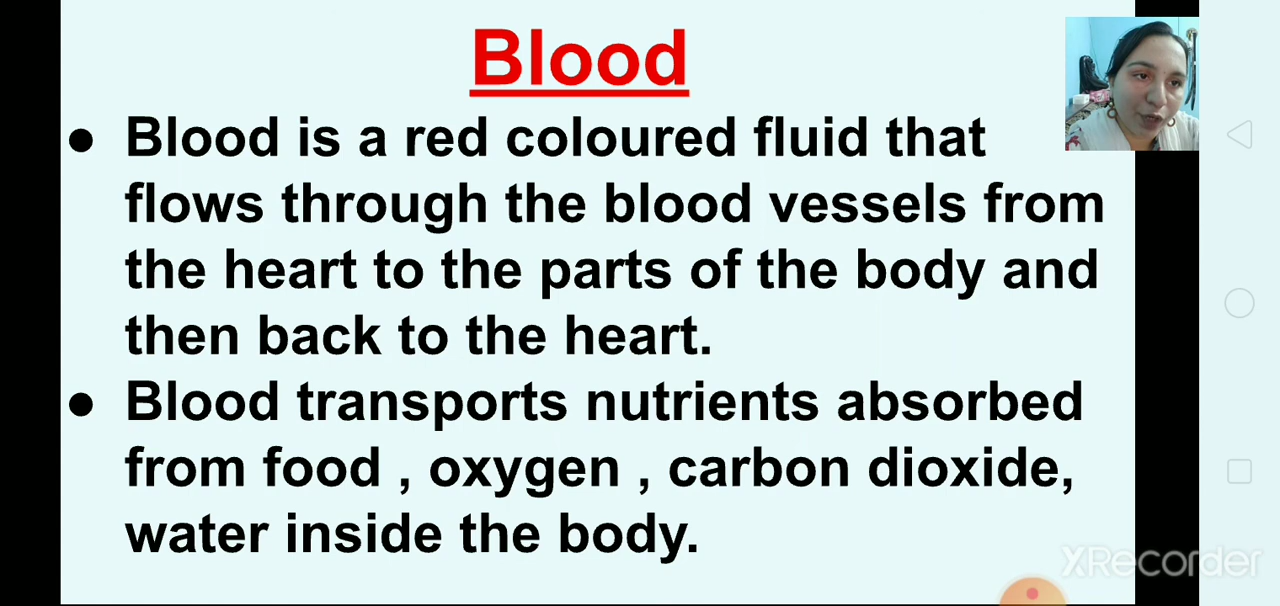 Blood
● Blood is a red coloured fluid that
flows through the blood vessels from
the heart to the parts of the body and
then back to the heart.
● Blood transports nutrients absorbed
from food , oxygen , carbon dioxide,
water inside the body.
XRecorder